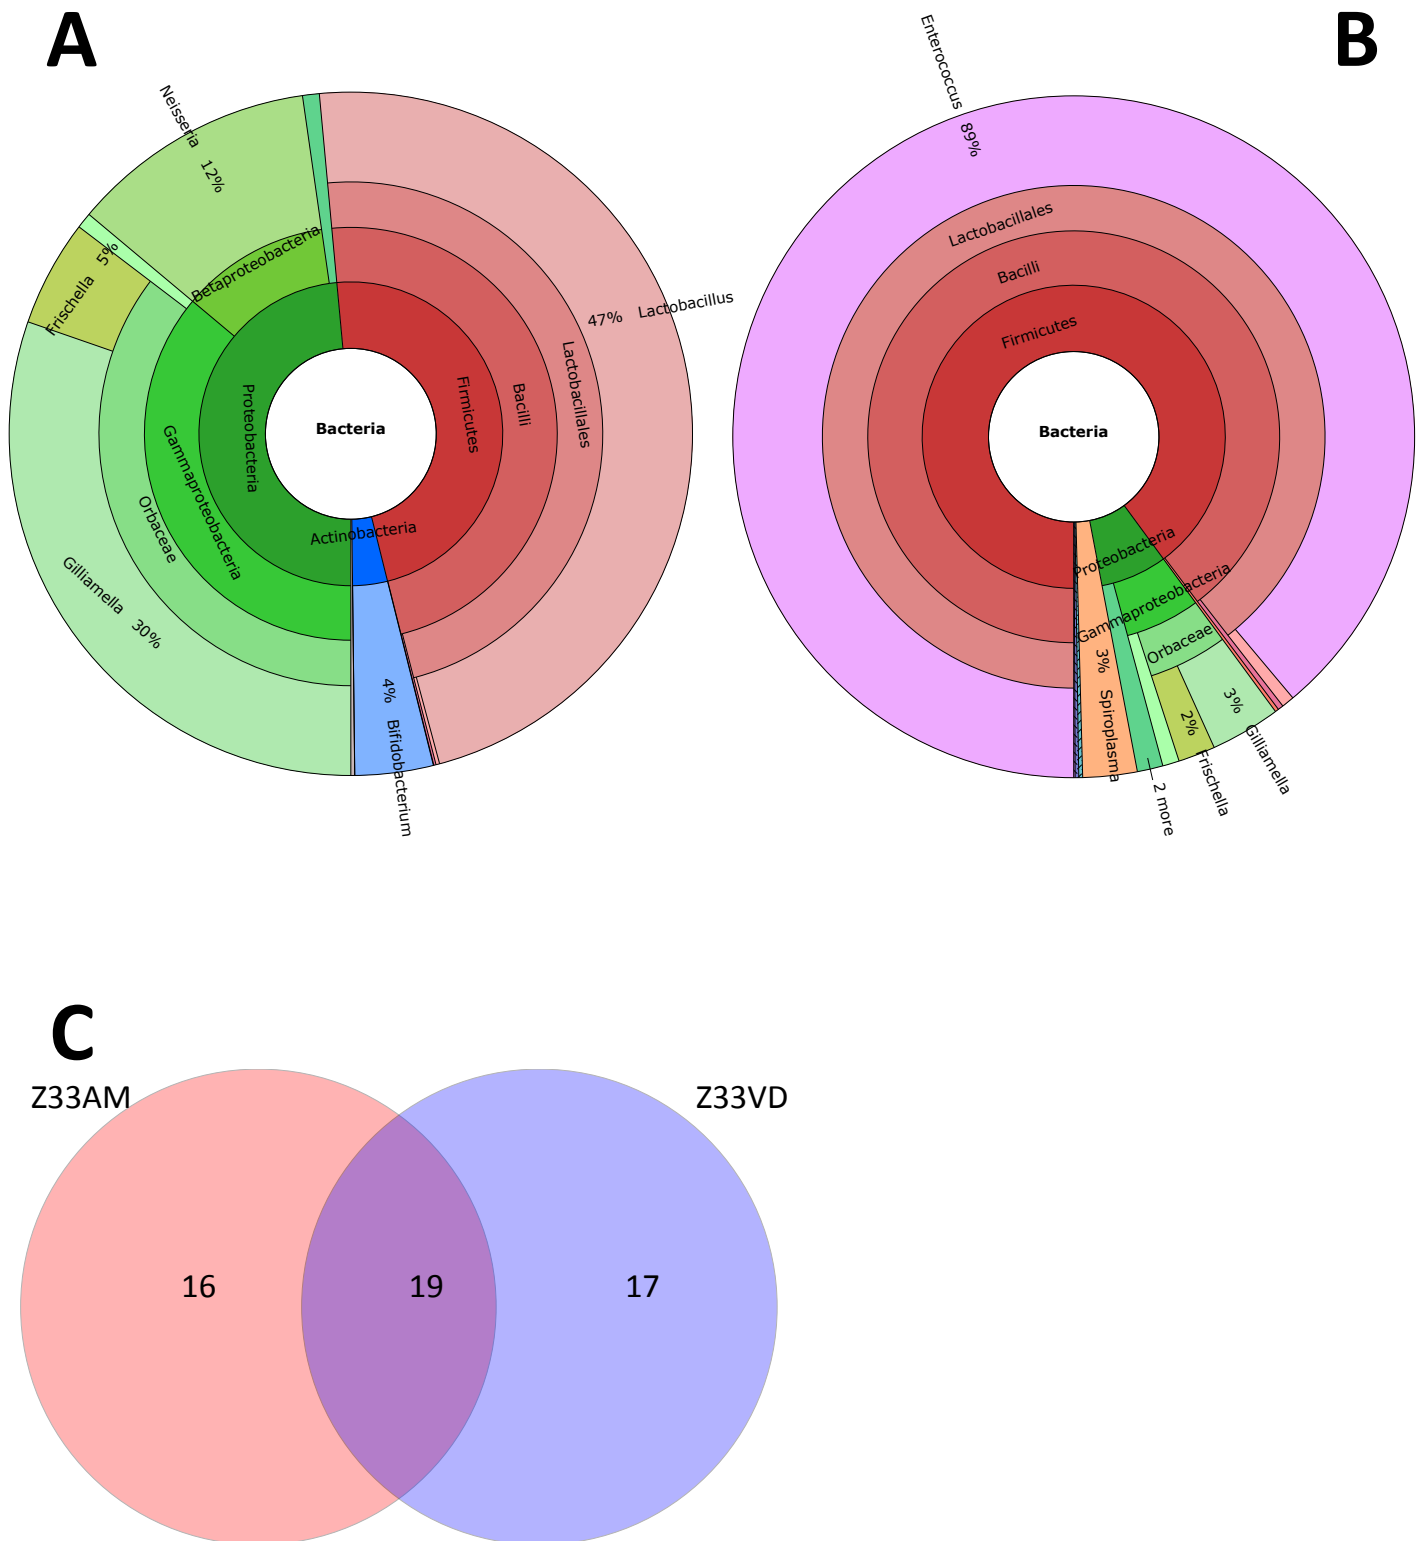 A
B
Neisseria 12%
Betaproteobacteria
Frischella 5%
Proteobacteria
Gammaproteobacteria
Orbaceae
Gilliamella 30%
Bacteria
Firmicutes
Bacilli
Lactobacillales
47% Lactobacillus
Actinobacteria
4% Bifidobacterium
Enterococcus 89%
Lactobacillales
Bacilli
Firmicutes
Bacteria
Proteobacteria
Gammaproteobacteria
Orbaceae
3% Gilliamella
2% Frischella
2 more
3% Spiroplasma
C
Z33AM
Z33VD
16
19
17